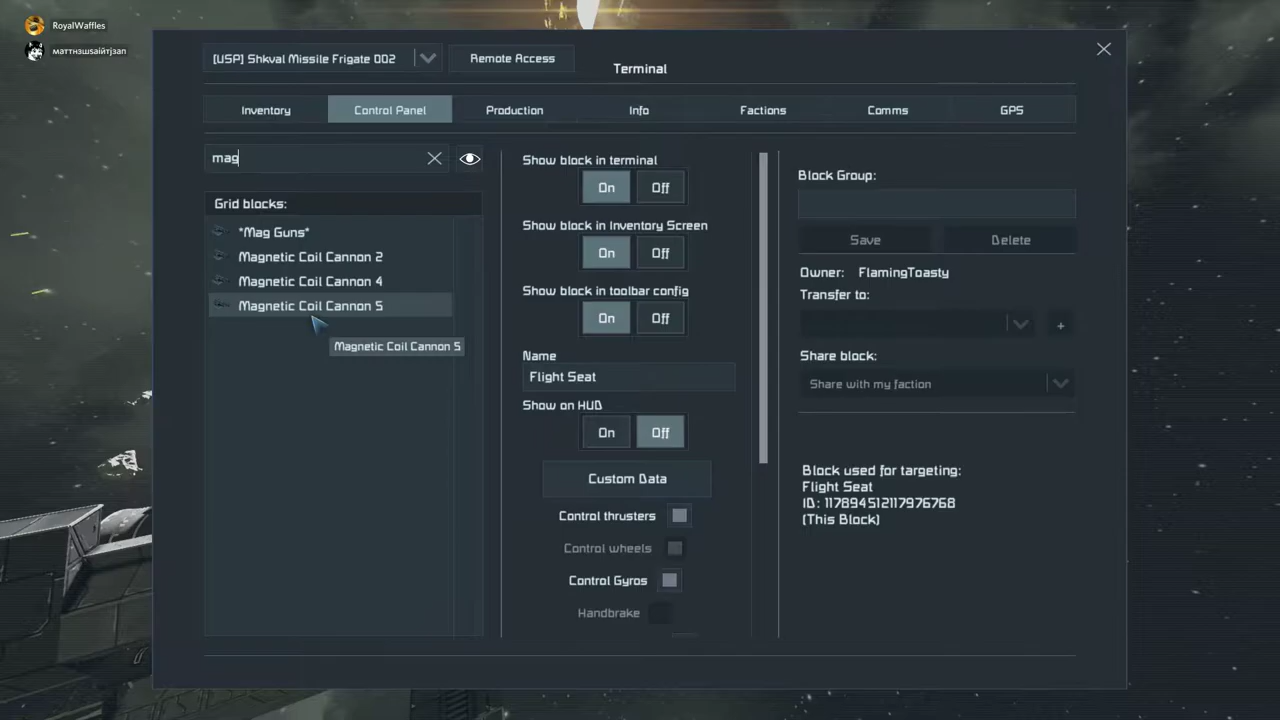 RoyalWaffles
мaттнзшsaійтjзaп
[USP] Shkval Missile Frigate 002
Remote Access
Terminal
Inventory
Control Panel
Production
Info
Factions
Comms
GPS
mag
Grid blocks:
*Mag Guns*
Magnetic Coil Cannon 2
Magnetic Coil Cannon 4
Magnetic Coil Cannon 5
Magnetic Coil Cannon 5
Show block in terminal
On Off
Show block in Inventory Screen
On Off
Show block in toolbar config
On Off
Name
Flight Seat
Show on HUD
On Off
Custom Data
Control thrusters
Control wheels
Control Gyros
Handbrake
Block Group:
Save Delete
Owner: FlamingToasty
Transfer to:
+
Share block:
Share with my faction
Block used for targeting:
Flight Seat
ID: 117894512117976768
(This Block)